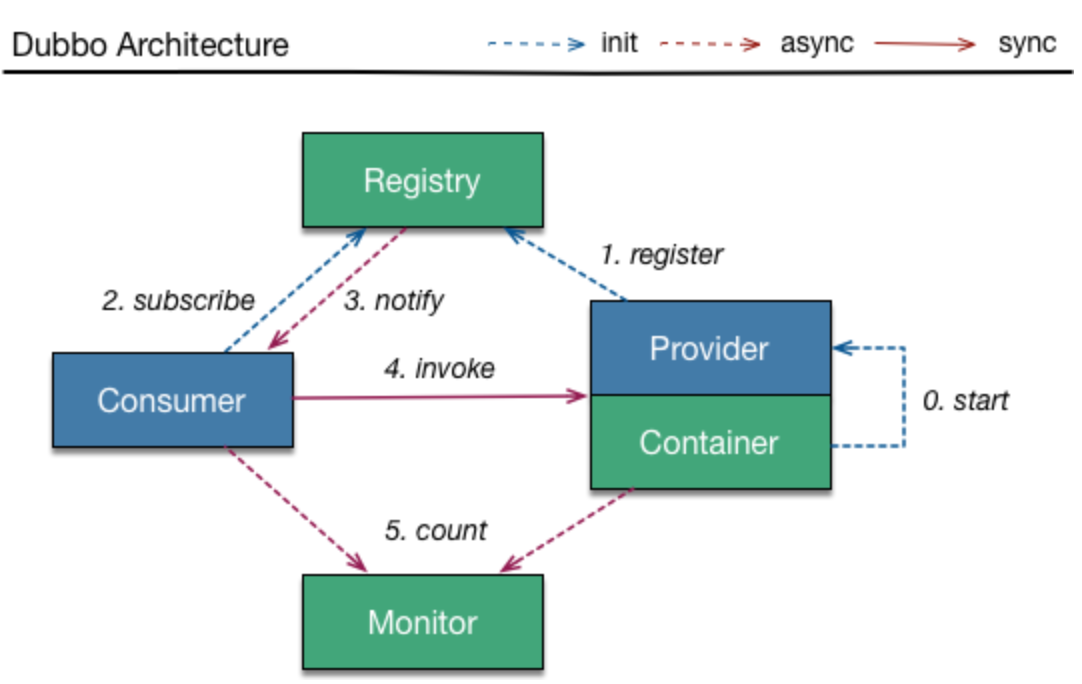 Dubbo Architecture
init
async
sync
Registry
1. register
2. subscribe
3. notify
Provider
4. invoke
Consumer
0. start
Container
5. count
Monitor